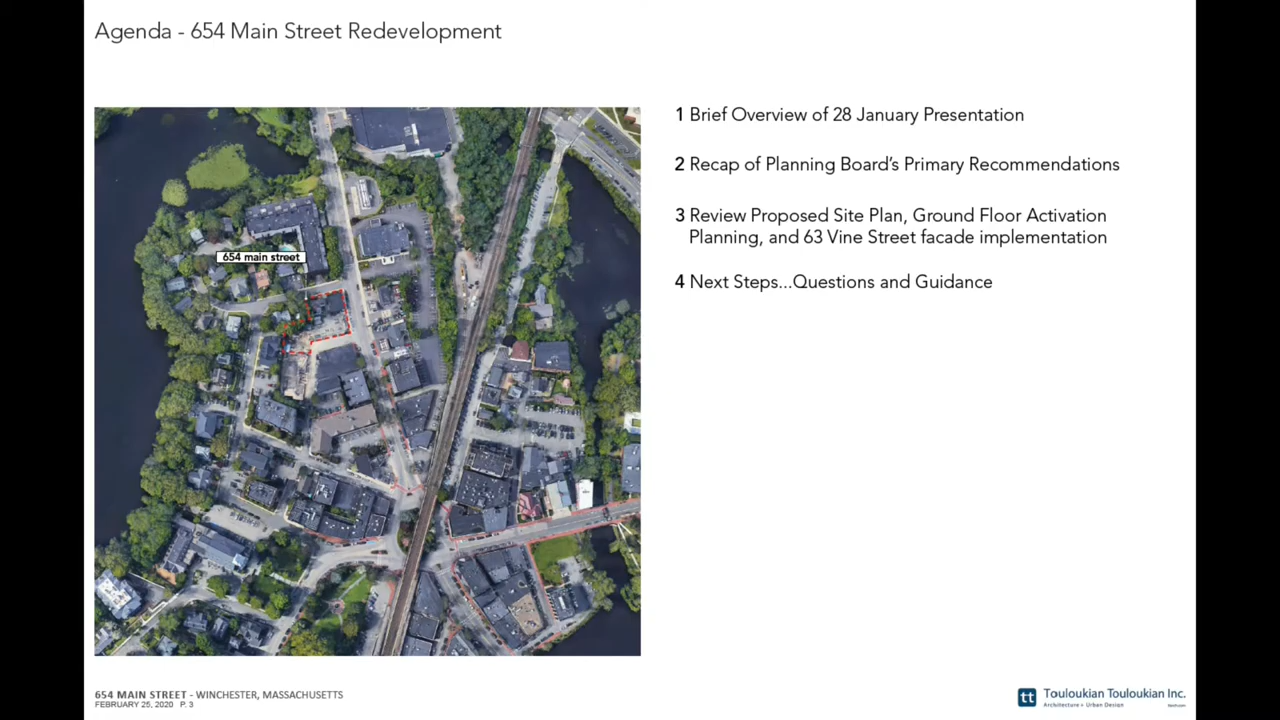 Agenda - 654 Main Street Redevelopment
1 Brief Overview of 28 January Presentation
2 Recap of Planning Board's Primary Recommendations
3 Review Proposed Site Plan, Ground Floor Activation
Planning, and 63 Vine Street facade implementation
4 Next Steps...Questions and Guidance
654 main street
654 MAIN STREET - WINCHESTER, MASSACHUSETTS
FEBRUARY 25, 2020 P. 3
tt
Touloukian Touloukian Inc.
Architecture + Urban Design